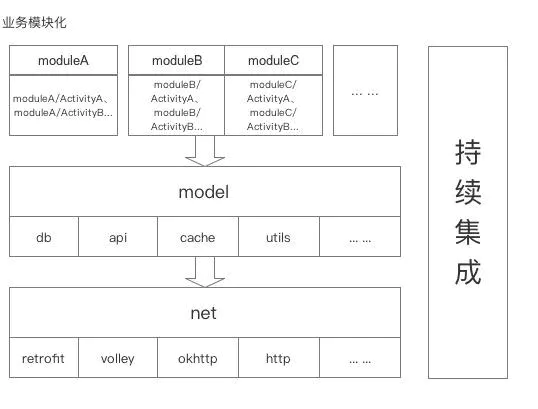 业务模块化
moduleA
moduleB
moduleC
moduleA/ActivityA、
moduleA/ActivityB...
moduleB/
ActivityA、
moduleB/
ActivityB...
moduleC/
ActivityA、
moduleC/
ActivityB...
... ...
model
db
api
cache
utils
... ...
net
retrofit
volley
okhttp
http
... ...
持
续
集
成